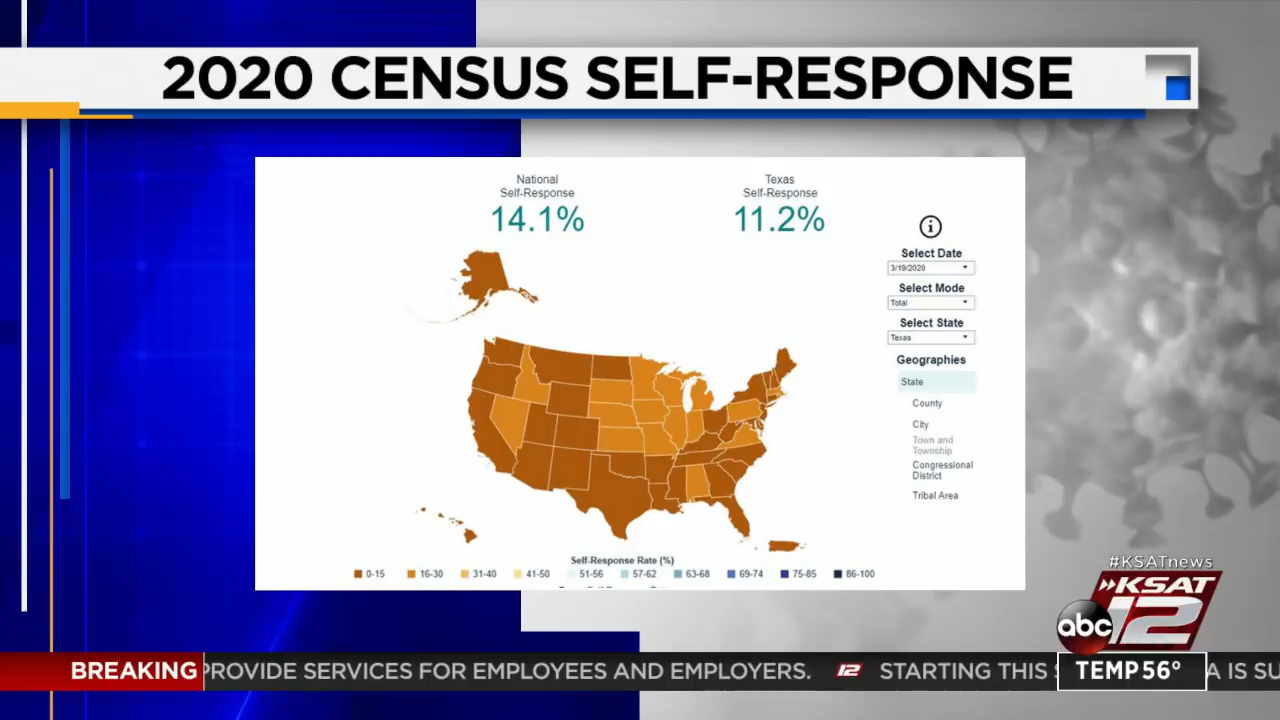 2020 CENSUS SELF-RESPONSE
National
Self-Response
14.1%
Texas
Self-Response
11.2%
i
Select Date
3/19/2020
Select Mode
Total
Select State
Texas
Geographies
State
County
City
Town and
Township
Congressional
District
Tribal Area
Self-Response Rate (%)
0-15 16-30 31-40 41-50 51-56 57-62 63-68 69-74 75-85 86-100
#KSATnews
KSAT
abc 12
BREAKING PROVIDE SERVICES FOR EMPLOYEES AND EMPLOYERS. 12 STARTING THIS TEMP 56° A IS SU